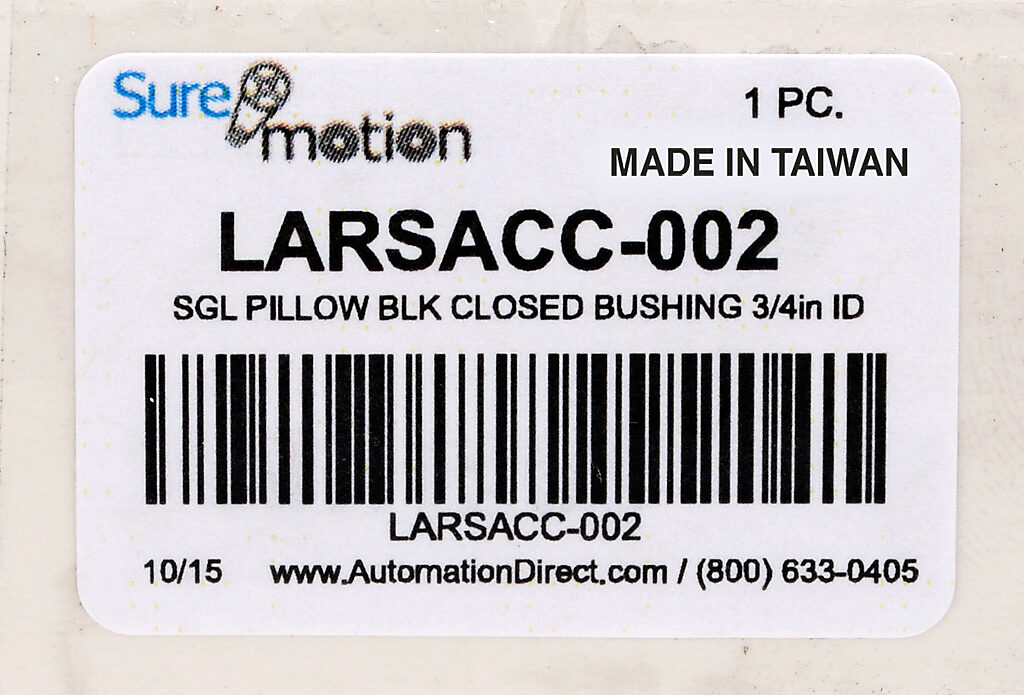 Sure motion
1 PC.
MADE IN TAIWAN
LARSACC-002
SGL PILLOW BLK CLOSED BUSHING 3/4in ID
LARSACC-002
10/15 www.AutomationDirect.com / (800) 633-0405